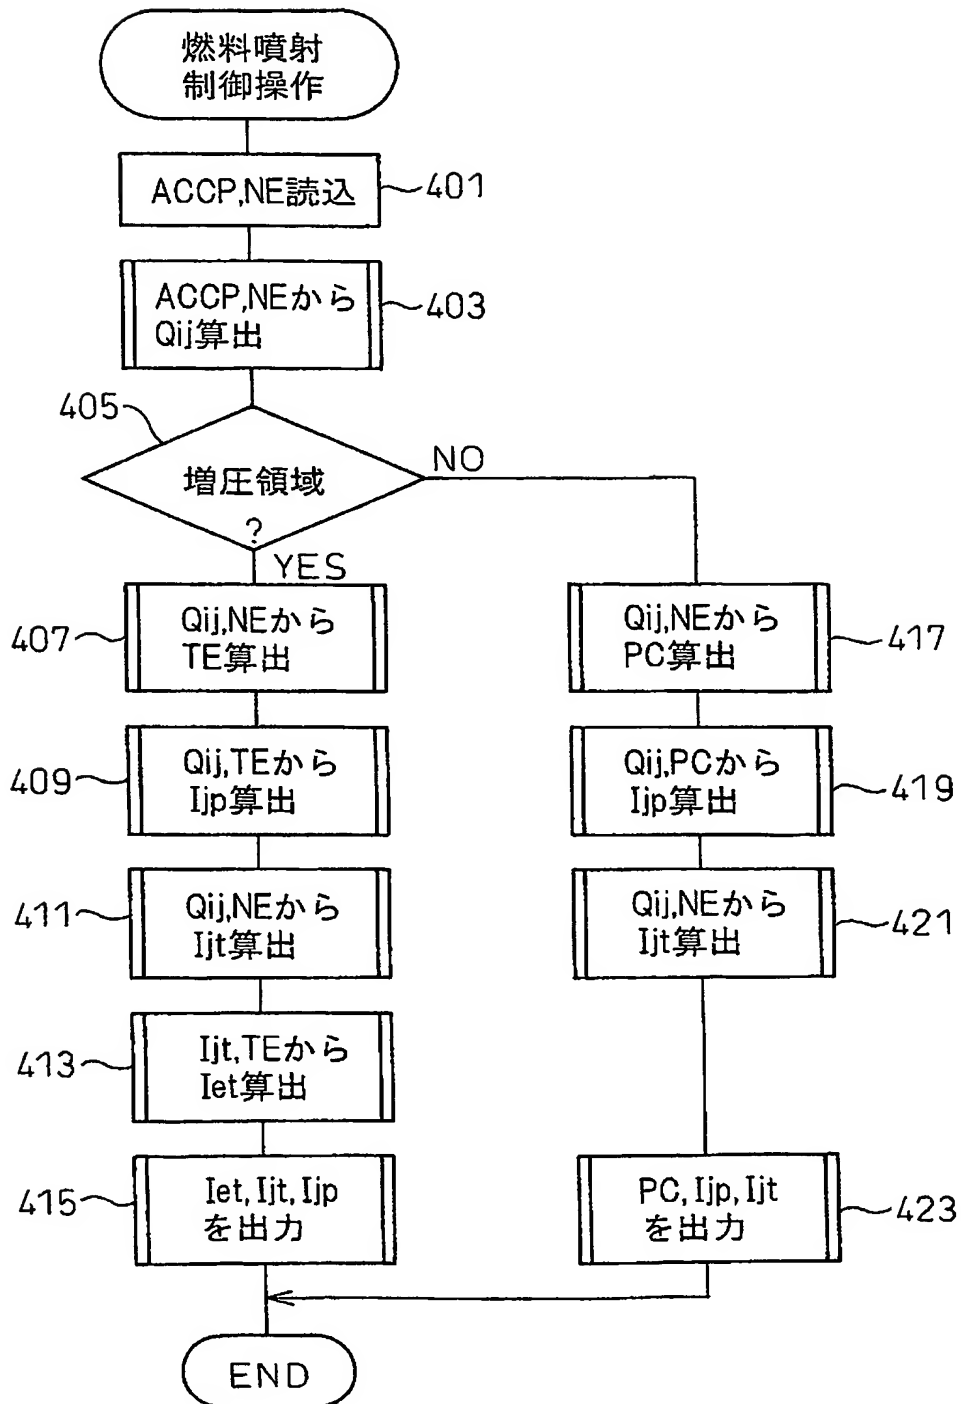 燃料噴射
制御操作
ACCP,NE読込
401
ACCP,NEから
Qij算出
403
405
増圧領域
?
NO
YES
407
Qij,NEから
TE算出
Qij,NEから
PC算出
417
409
Qij,TEから
Ijp算出
Qij,PCから
Ijp算出
419
411
Qij,NEから
Ijt算出
Qij,NEから
Ijt算出
421
413
Ijt,TEから
Iet算出
415
Iet,Ijt,Ijp
を出力
PC,Ijp,Ijt
を出力
423
END